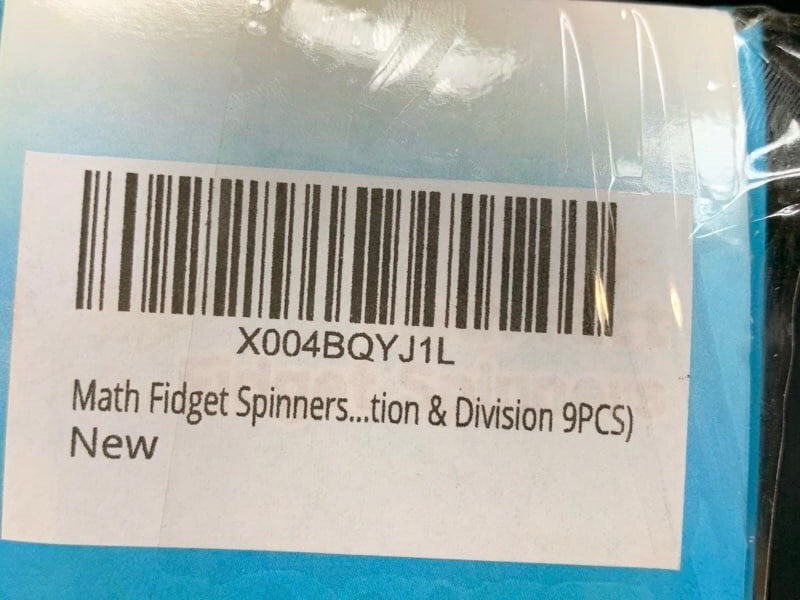 X004BQYJ1L
Math Fidget Spinners...tion & Division 9PCS)
New